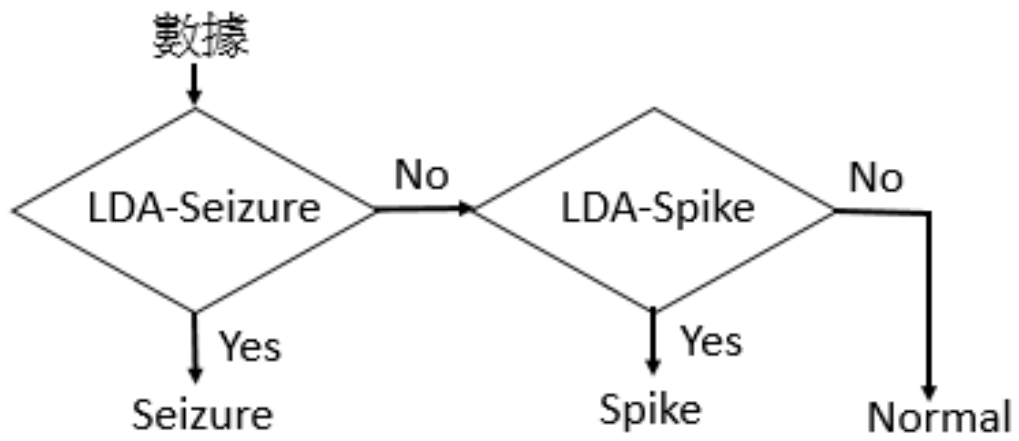 數據
LDA-Seizure
No
LDA-Spike
No
Yes
Seizure
Yes
Spike
Normal